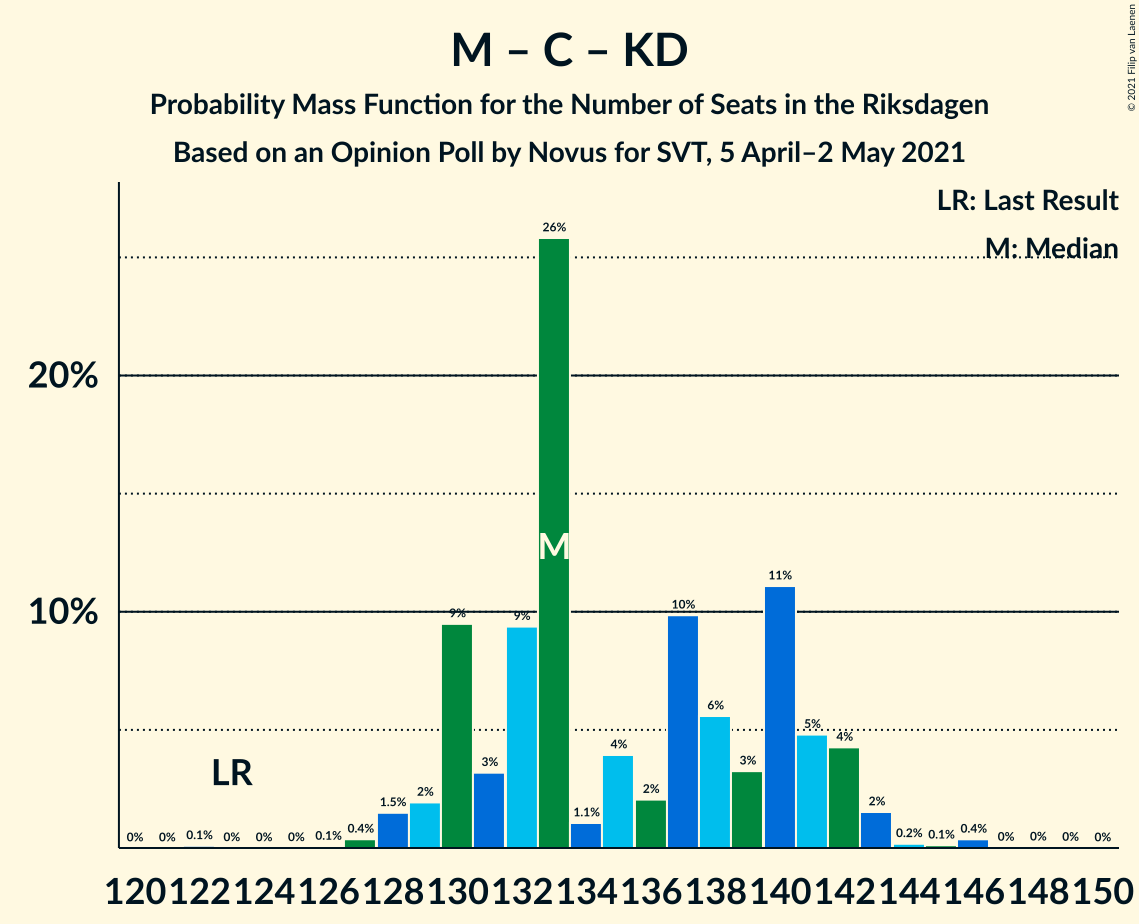 © 2021 Filip van Laenen
M – C – KD
Probability Mass Function for the Number of Seats in the Riksdagen
Based on an Opinion Poll by Novus for SVT, 5 April–2 May 2021
LR: Last Result
M: Median
20%
10%
LR
M
0% 0% 0.1% 0% 0% 0% 0.1% 0.4% 1.5% 2% 9% 3% 9% 26% 1.1% 4% 2% 10% 6% 3% 11% 5% 4% 2% 0.2% 0.1% 0.4% 0% 0% 0% 0%
120 122 124 126 128 130 132 134 136 138 140 142 144 146 148 150